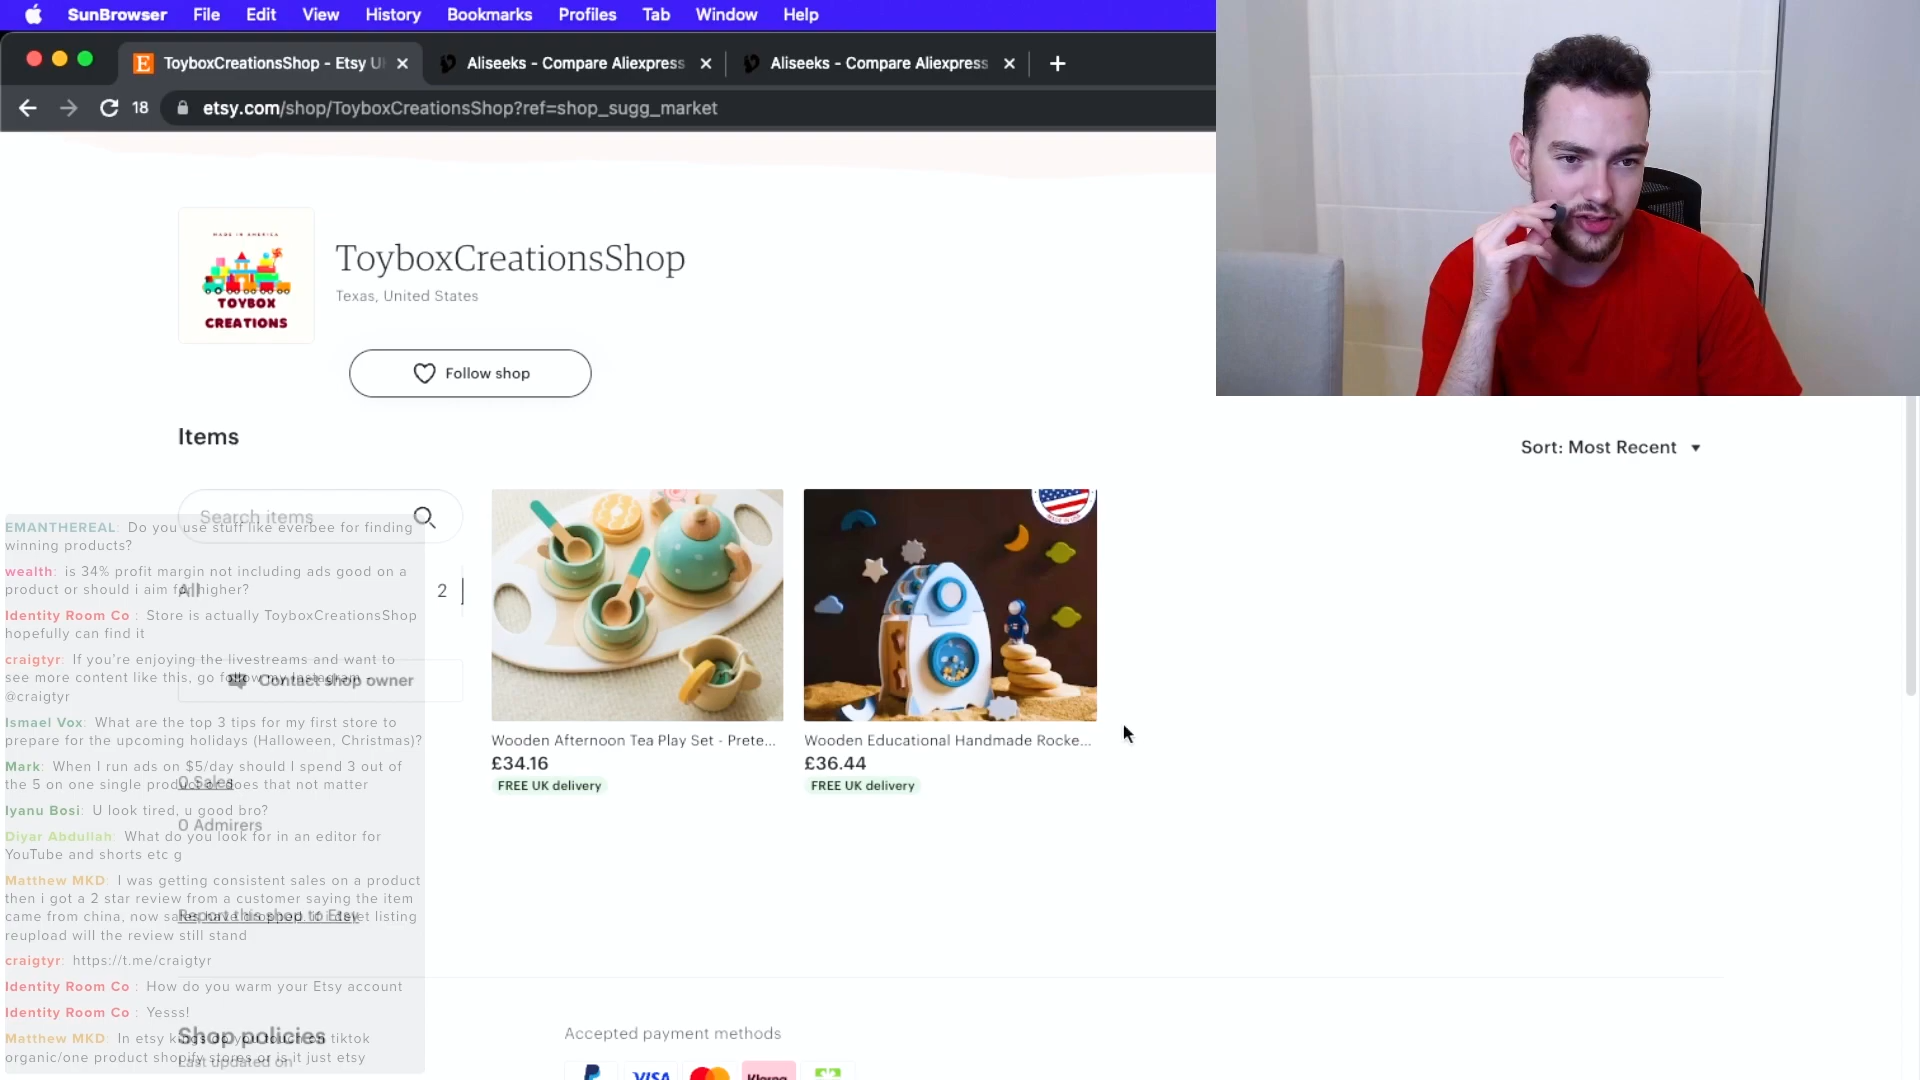 SunBrowser File Edit View History Bookmarks Profiles Tab Window Help
ToyboxCreationsShop - Etsy U
Aliseeks - Compare Aliexpress
Aliseeks - Compare Aliexpress
18 etsy.com/shop/ToyboxCreationsShop?ref=shop_sugg_market
MADE IN AMERICA
TOYBOX
CREATIONS
ToyboxCreationsShop
Texas, United States
Follow shop
Items
Sort: Most Recent
Search items
All 2
Contact shop owner
0 Sales
0 Admirers
Report this shop to Etsy
Wooden Afternoon Tea Play Set - Prete...
£34.16
FREE UK delivery
Wooden Educational Handmade Rocke...
£36.44
FREE UK delivery
EMANTHEREAL: Do you use stuff like everbee for finding
winning products?
wealth: is 34% profit margin not including ads good on a
product or should i aim for higher?
Identity Room Co : Store is actually ToyboxCreationsShop
hopefully can find it
craigtyr: If you're enjoying the livestreams and want to
see more content like this, go follow my Instagram -
@craigtyr
Ismael Vox: What are the top 3 tips for my first store to
prepare for the upcoming holidays (Halloween, Christmas)?
Mark: When I run ads on $5/day should I spend 3 out of
the 5 on one single product or does that not matter
Iyanu Bosi: U look tired, u good bro?
Diyar Abdullah: What do you look for in an editor for
YouTube and shorts etc g
Matthew MKD: I was getting consistent sales on a product
then i got a 2 star review from a customer saying the item
came from china, now sales have dropped. if i delet listing
reupload will the review still stand
craigtyr: https://t.me/craigtyr
Identity Room Co : How do you warm your Etsy account
Identity Room Co : Yesss!
Matthew MKD: In etsy kings do you touch on tiktok
organic/one product shopify stores or is it just etsy
Shop policies
Last updated on
Accepted payment methods
VISA
Klarna